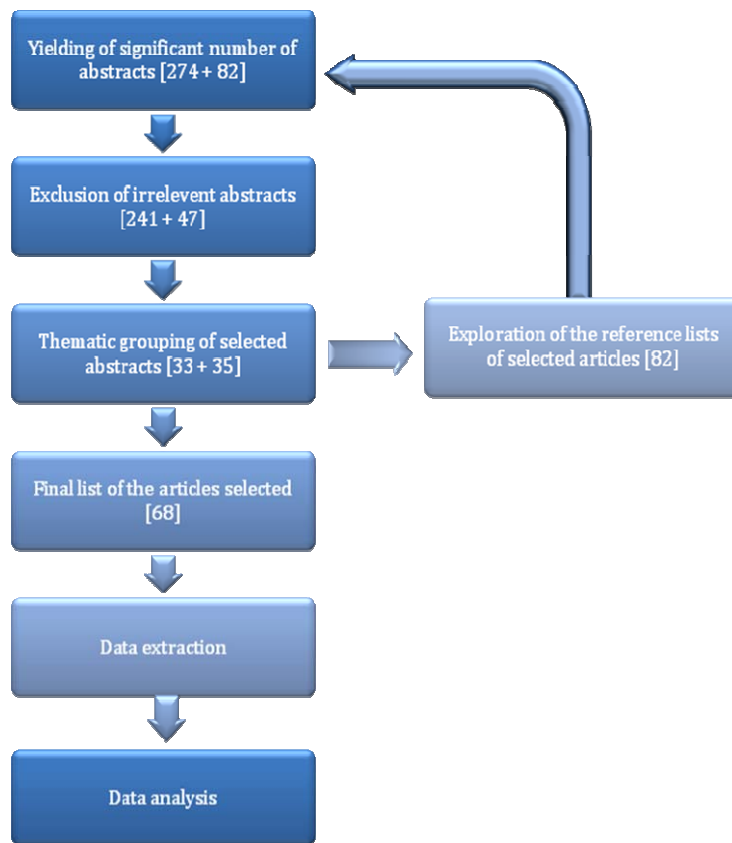 Yielding of significant number of
abstracts [274 + 82]
Exclusion of irrelevent abstracts
[241 + 47]
Thematic grouping of selected
abstracts [33 + 35]
Exploration of the reference lists
of selected articles [82]
Final list of the articles selected
[68]
Data extraction
Data analysis